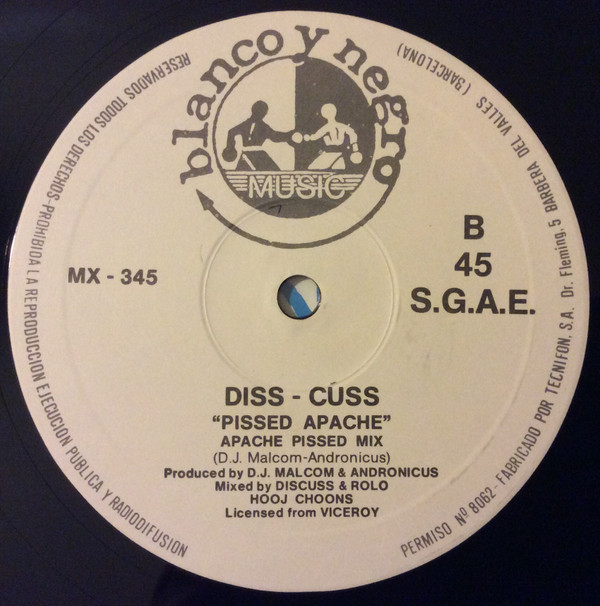 blanco y negro
MUSIC
MX - 345
B
45
S.G.A.E.
DISS - CUSS
“PISSED APACHE”
APACHE PISSED MIX
(D.J. Malcom-Andronicus)
Produced by D.J. MALCOM & ANDRONICUS
Mixed by DISCUSS & ROLO
HOOJ CHOONS
Licensed from VICEROY
RESERVADOS TODOS LOS DERECHOS-PROHIBIDA LA REPRODUCCION EJECUCION PUBLICA Y RADIODIFUSION
PERMISO Nº 8062 - FABRICADO POR TECNIFON, S.A. Dr. Fleming, 5 BARBERA DEL VALLES (BARCELONA)